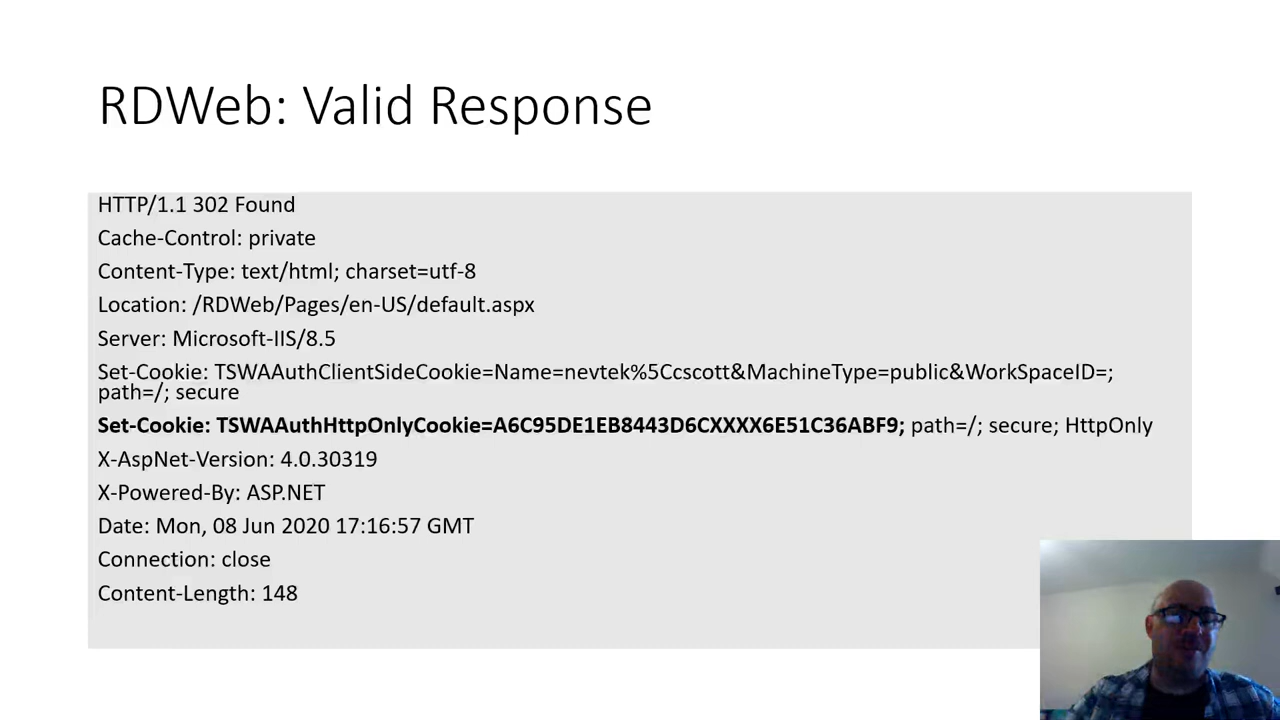 RDWeb: Valid Response
HTTP/1.1 302 Found
Cache-Control: private
Content-Type: text/html; charset=utf-8
Location: /RDWeb/Pages/en-US/default.aspx
Server: Microsoft-IIS/8.5
Set-Cookie: TSWAAuthClientSideCookie=Name=nevtek%5Ccscott&MachineType=public&WorkSpaceID=;
path=/; secure
Set-Cookie: TSWAAuthHttpOnlyCookie=A6C95DE1EB8443D6CXXXX6E51C36ABF9; path=/; secure; HttpOnly
X-AspNet-Version: 4.0.30319
X-Powered-By: ASP.NET
Date: Mon, 08 Jun 2020 17:16:57 GMT
Connection: close
Content-Length: 148